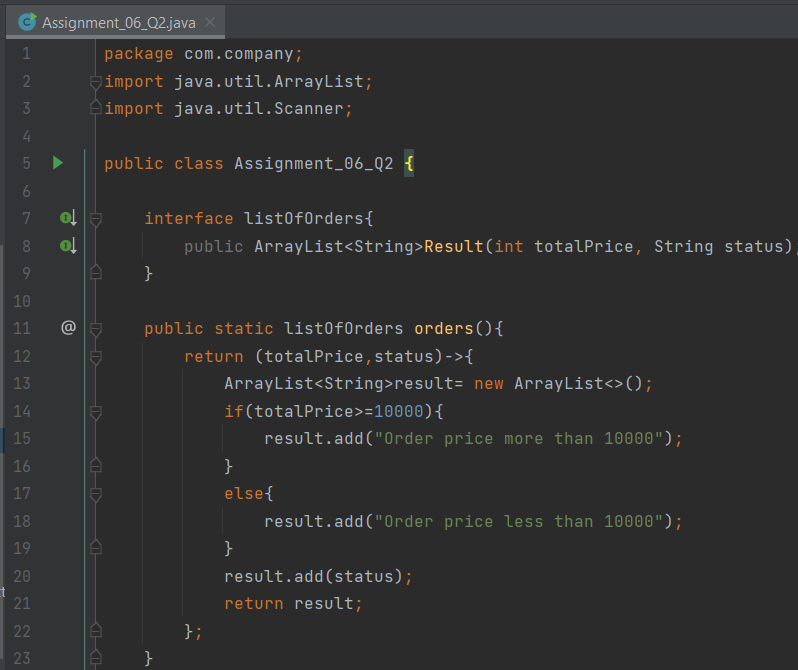 Assignment_06_Q2.java
1 package com.company;
2 import java.util.ArrayList;
3 import java.util.Scanner;
4
5 public class Assignment_06_Q2 {
6
7 interface listOfOrders{
8 public ArrayList<String>Result(int totalPrice, String status);
9 }
10
11 @ public static listOfOrders orders(){
12 return (totalPrice,status)->{
13 ArrayList<String>result= new ArrayList<>();
14 if(totalPrice>=10000){
15 result.add("Order price more than 10000");
16 }
17 else{
18 result.add("Order price less than 10000");
19 }
20 result.add(status);
21 return result;
22 };
23 }